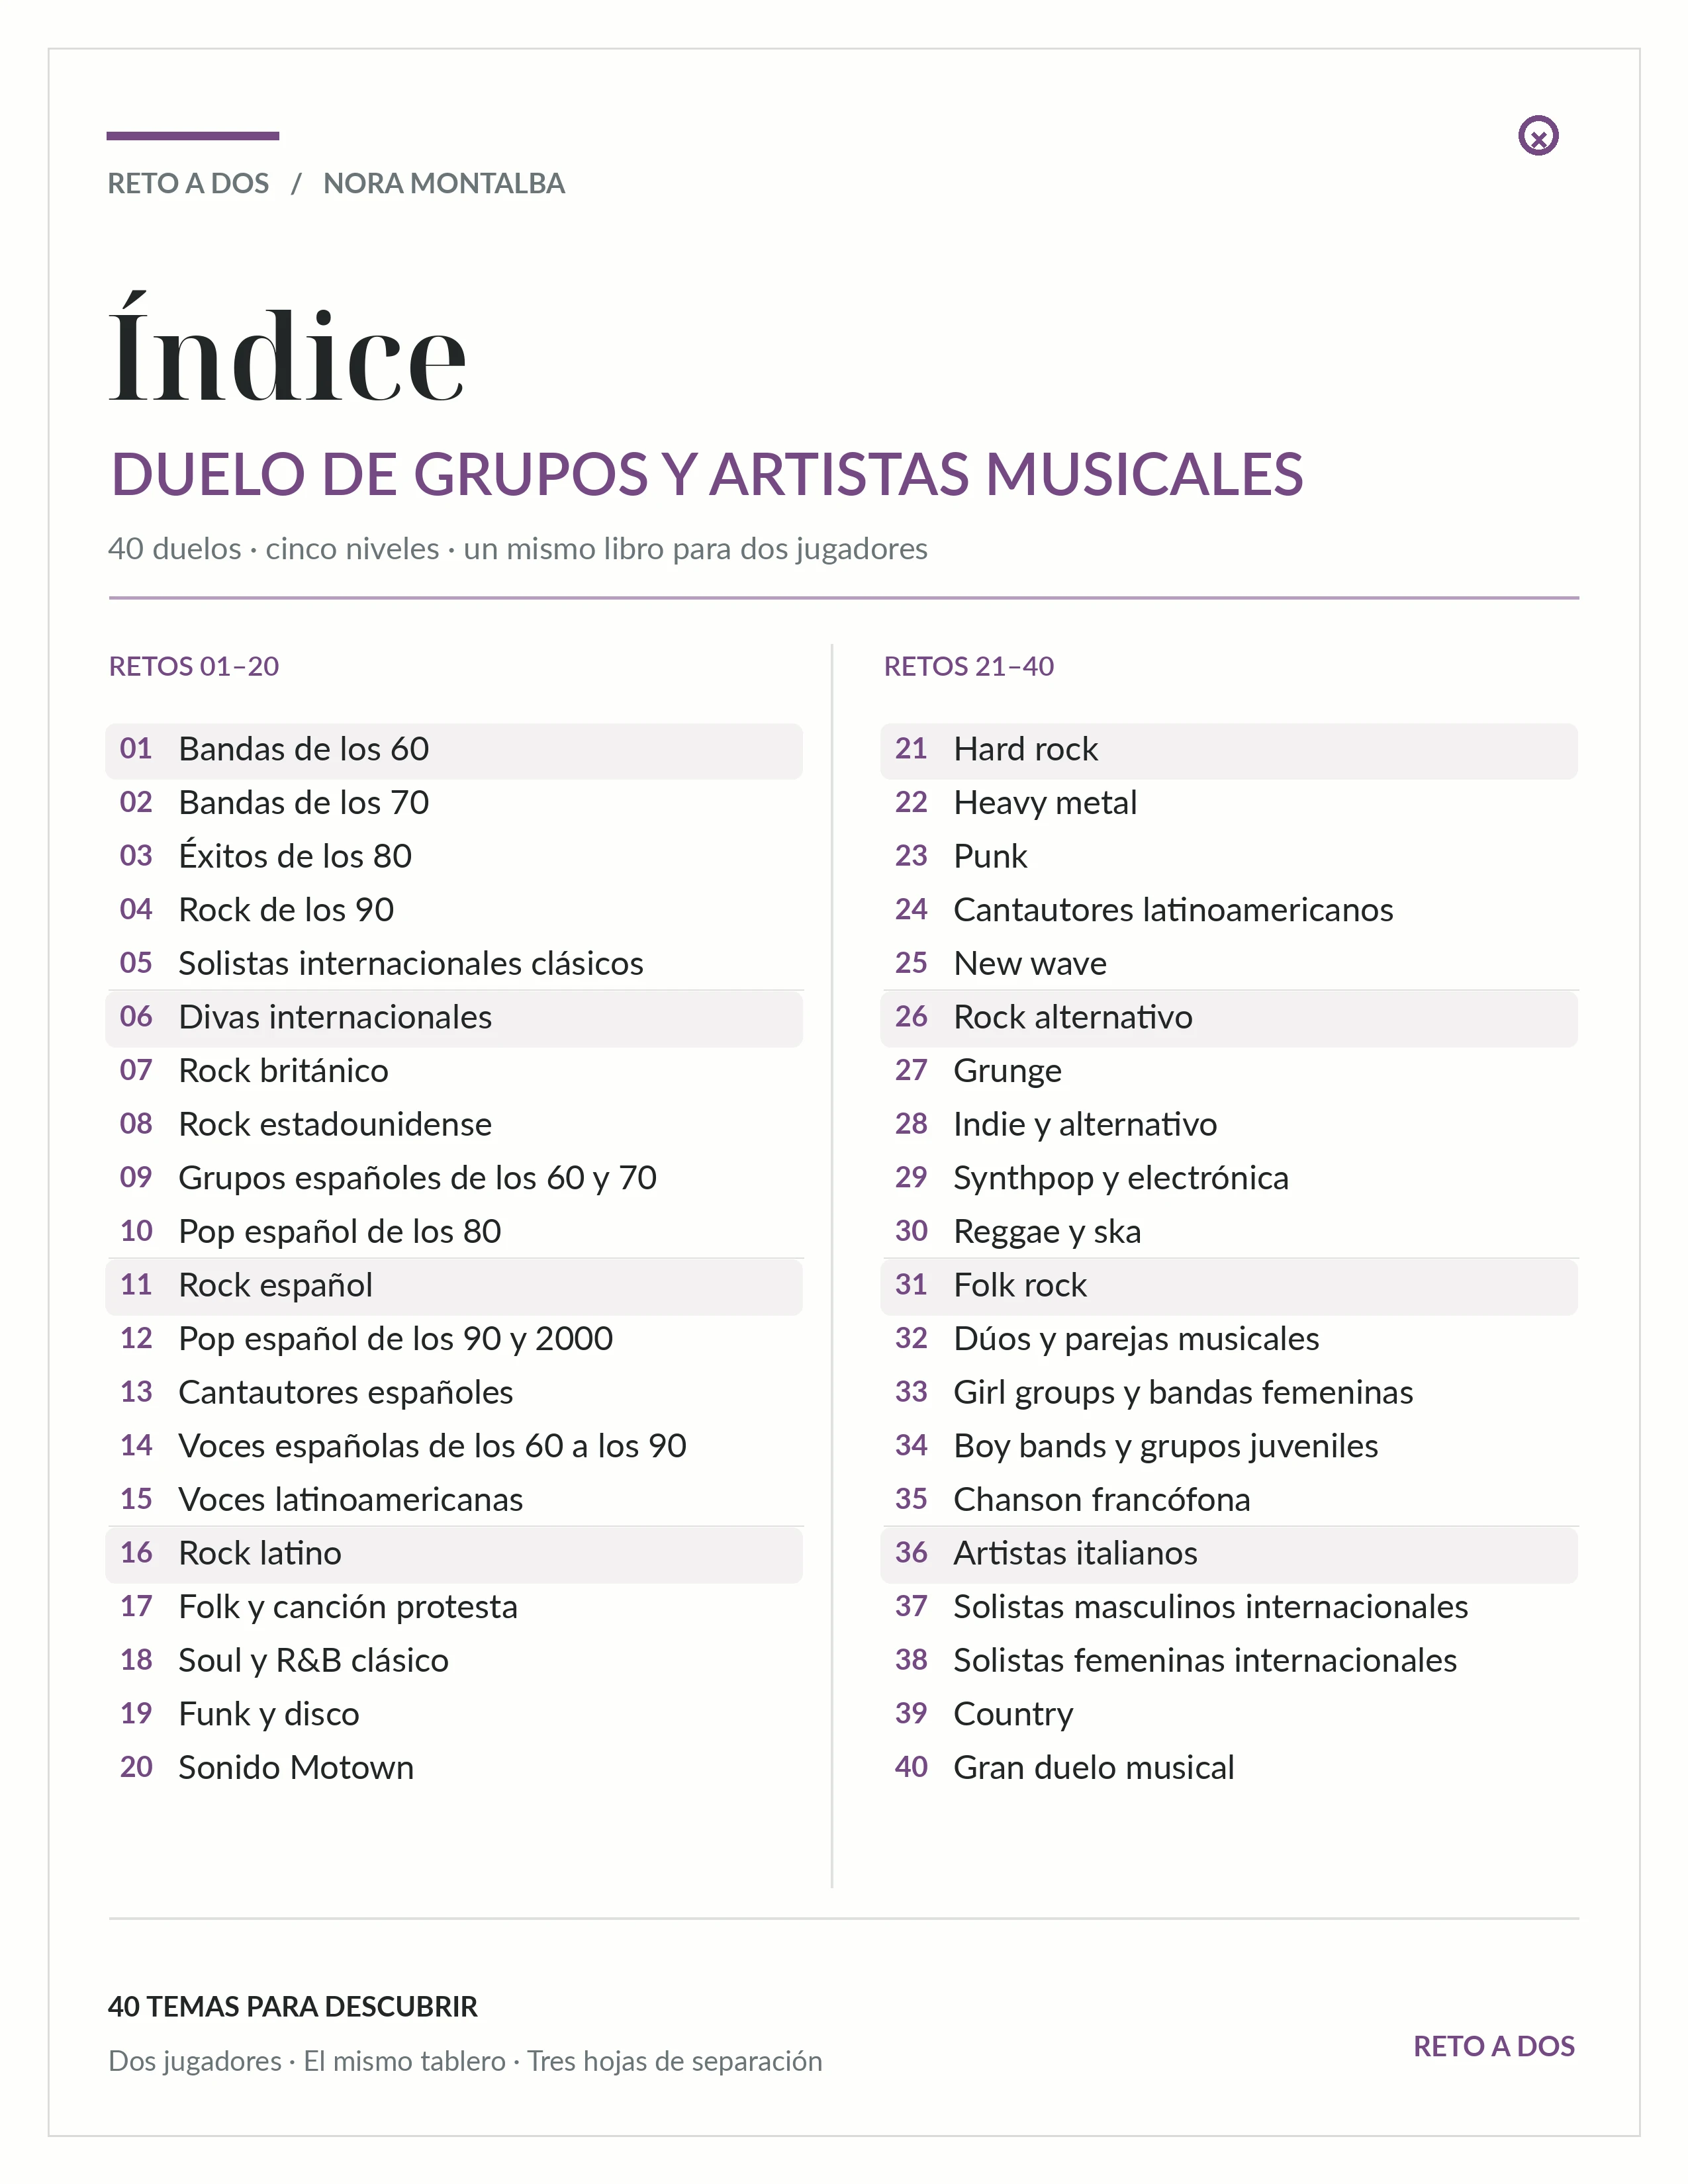 RETO A DOS / NORA MONTALBA
Índice
DUELO DE GRUPOS Y ARTISTAS MUSICALES
40 duelos · cinco niveles · un mismo libro para dos jugadores
RETOS 01–20
01 Bandas de los 60
02 Bandas de los 70
03 Éxitos de los 80
04 Rock de los 90
05 Solistas internacionales clásicos
06 Divas internacionales
07 Rock británico
08 Rock estadounidense
09 Grupos españoles de los 60 y 70
10 Pop español de los 80
11 Rock español
12 Pop español de los 90 y 2000
13 Cantautores españoles
14 Voces españolas de los 60 a los 90
15 Voces latinoamericanas
16 Rock latino
17 Folk y canción protesta
18 Soul y R&B clásico
19 Funk y disco
20 Sonido Motown
RETOS 21–40
21 Hard rock
22 Heavy metal
23 Punk
24 Cantautores latinoamericanos
25 New wave
26 Rock alternativo
27 Grunge
28 Indie y alternativo
29 Synthpop y electrónica
30 Reggae y ska
31 Folk rock
32 Dúos y parejas musicales
33 Girl groups y bandas femeninas
34 Boy bands y grupos juveniles
35 Chanson francófona
36 Artistas italianos
37 Solistas masculinos internacionales
38 Solistas femeninas internacionales
39 Country
40 Gran duelo musical
40 TEMAS PARA DESCUBRIR
Dos jugadores · El mismo tablero · Tres hojas de separación
RETO A DOS